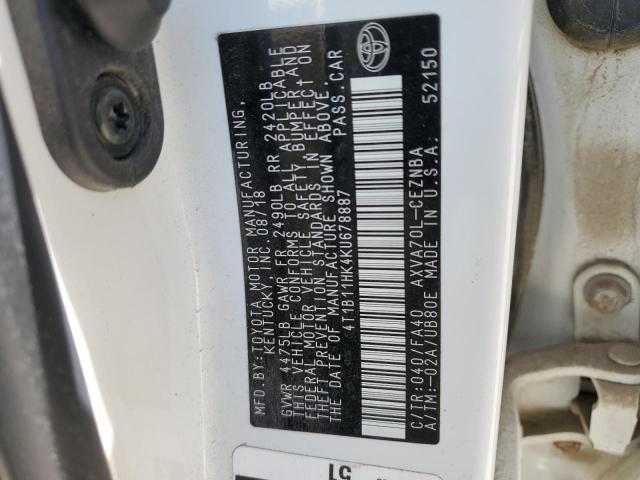 MFD.BY:TOYOTA MOTOR MANUFACTURING,
KENTUCKY, INC. 08/18
GVWR 4475LB GAWR FR 2490LB RR 2420LB
THIS VEHICLE CONFORMS TO ALL APPLICABLE
FEDERAL MOTOR VEHICLE SAFETY, BUMPER, AND
THEFT PREVENTION STANDARDS IN EFFECT ON
THE DATE OF MANUFACTURE SHOWN ABOVE.
PASS.CAR
4T1B11HK4KU678887
C/TR:040/FA40 AXVA70L-CEZNBA
A/TM:-02A/UB80E MADE IN U.S.A. 52150
51